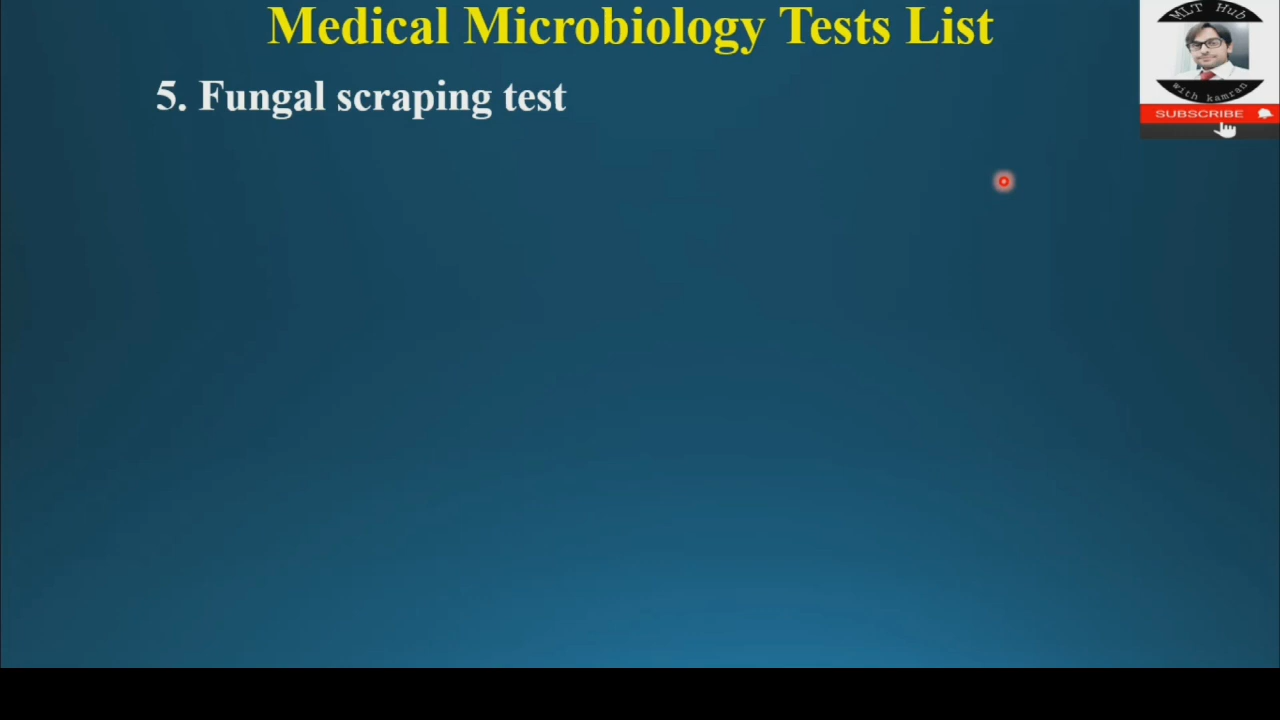 Medical Microbiology Tests List
MLT Hub
with kamran
SUBSCRIBE
5. Fungal scraping test